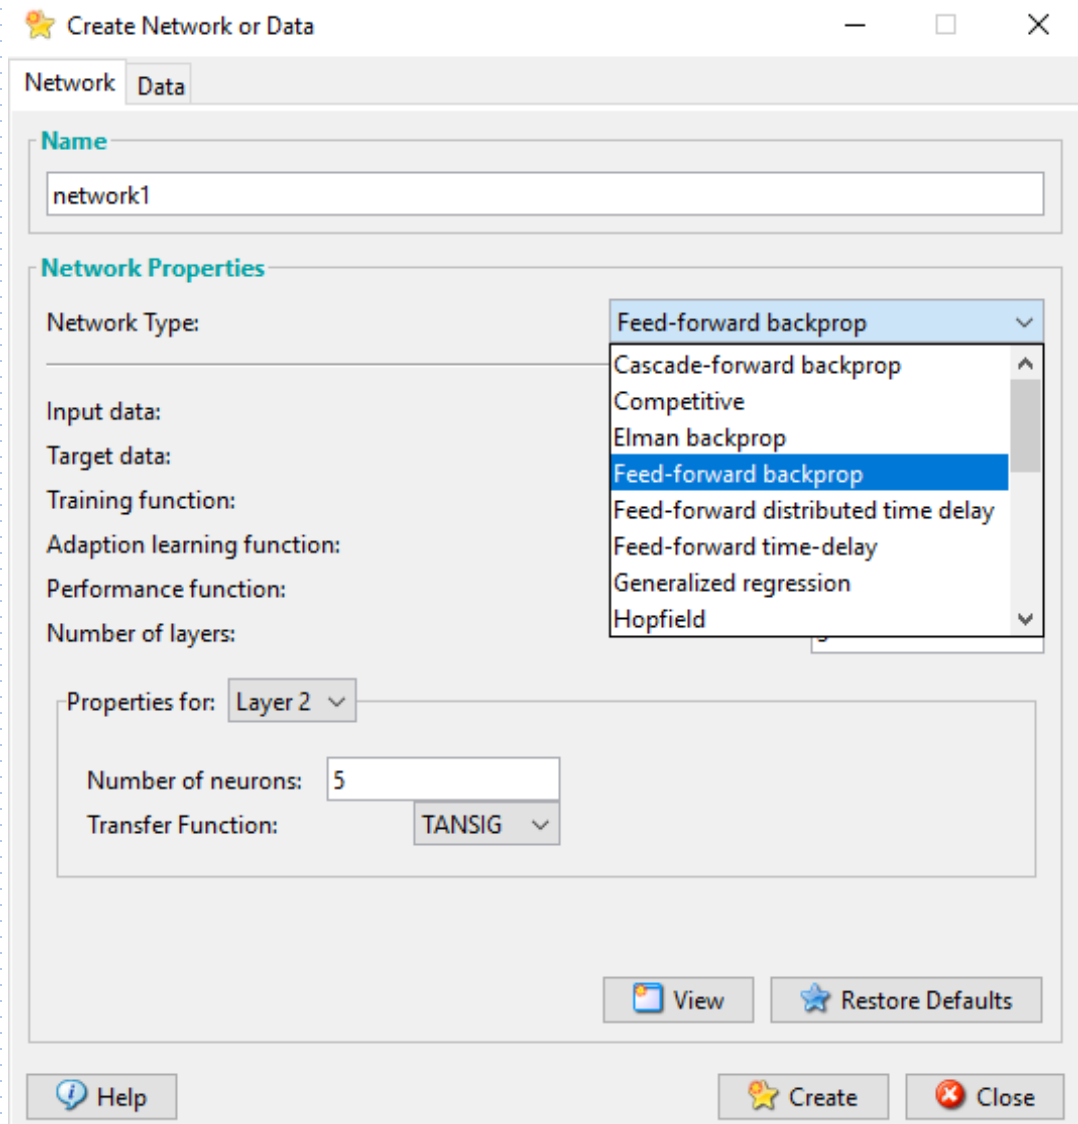 Create Network or Data
Network Data
Name
network1
Network Properties
Network Type: Feed-forward backprop
Cascade-forward backprop
Competitive
Elman backprop
Feed-forward backprop
Feed-forward distributed time delay
Feed-forward time-delay
Generalized regression
Hopfield
Input data:
Target data:
Training function:
Adaption learning function:
Performance function:
Number of layers:
Properties for: Layer 2
Number of neurons: 5
Transfer Function: TANSIG
View Restore Defaults
Help Create Close